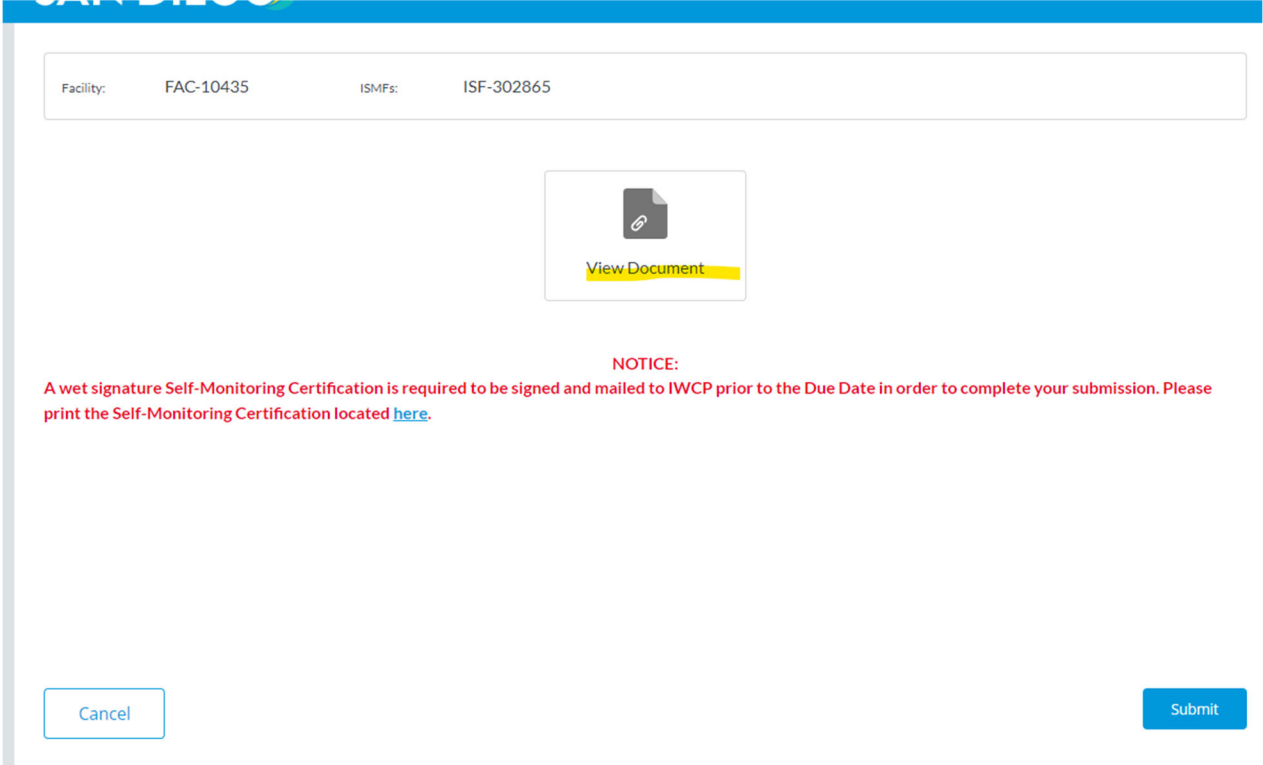 SAN DIEGO
Facility: FAC-10435 ISMFs: ISF-302865
View Document
NOTICE:
A wet signature Self-Monitoring Certification is required to be signed and mailed to IWCP prior to the Due Date in order to complete your submission. Please
print the Self-Monitoring Certification located here.
Cancel
Submit